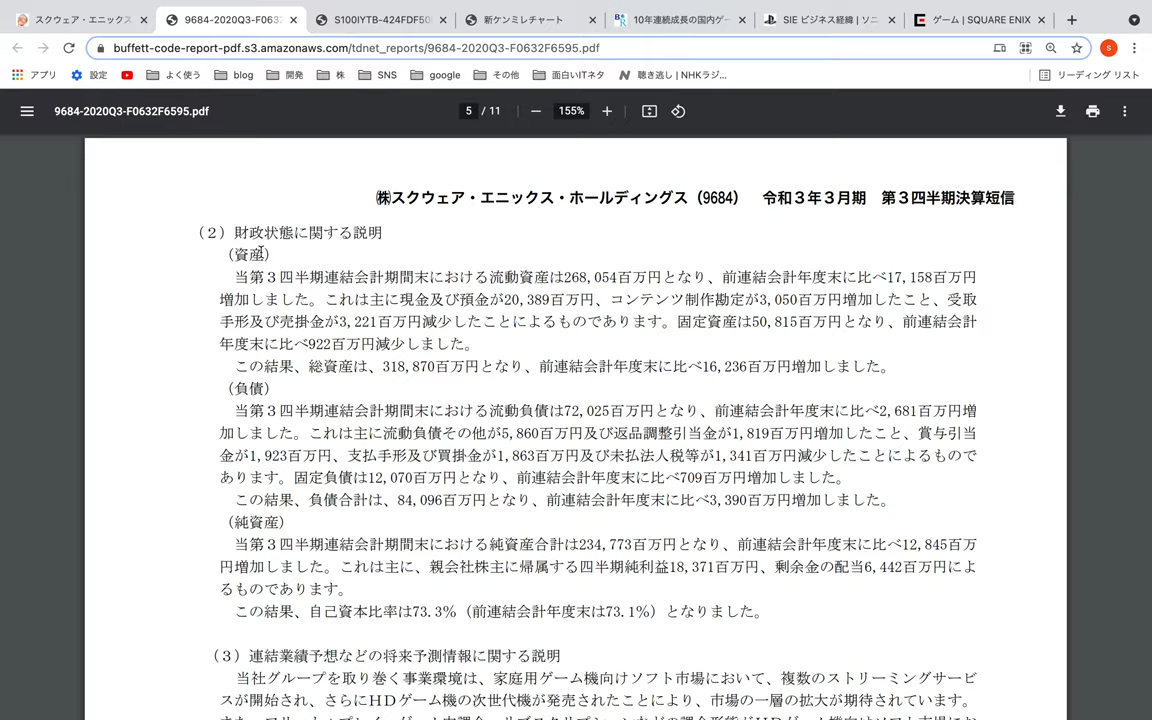 スクウェア・エニックス
9684-2020Q3-F063
S100IYTB-424FDF50
新ケンミレチャート
10年連続成長の国内ゲー
SIE ビジネス経緯 | ソニ
ゲーム | SQUARE ENIX
buffett-code-report-pdf.s3.amazonaws.com/tdnet_reports/9684-2020Q3-F0632F6595.pdf
アプリ 設定 よく使う blog 開発 株 SNS google その他 面白いITネタ 聴き逃し | NHKラジ... リーディング リスト
9684-2020Q3-F0632F6595.pdf 5 / 11 155%
㈱スクウェア・エニックス・ホールディングス（9684） 令和３年３月期 第３四半期決算短信
（２）財政状態に関する説明
（資産）
当第３四半期連結会計期間末における流動資産は268,054百万円となり、前連結会計年度末に比べ17,158百万円
増加しました。これは主に現金及び預金が20,389百万円、コンテンツ制作勘定が3,050百万円増加したこと、受取
手形及び売掛金が3,221百万円減少したことによるものであります。固定資産は50,815百万円となり、前連結会計
年度末に比べ922百万円減少しました。
この結果、総資産は、318,870百万円となり、前連結会計年度末に比べ16,236百万円増加しました。
（負債）
当第３四半期連結会計期間末における流動負債は72,025百万円となり、前連結会計年度末に比べ2,681百万円増
加しました。これは主に流動負債その他が5,860百万円及び返品調整引当金が1,819百万円増加したこと、賞与引当
金が1,923百万円、支払手形及び買掛金が1,863百万円及び未払法人税等が1,341百万円減少したことによるもので
あります。固定負債は12,070百万円となり、前連結会計年度末に比べ709百万円増加しました。
この結果、負債合計は、84,096百万円となり、前連結会計年度末に比べ3,390百万円増加しました。
（純資産）
当第３四半期連結会計期間末における純資産合計は234,773百万円となり、前連結会計年度末に比べ12,845百万
円増加しました。これは主に、親会社株主に帰属する四半期純利益18,371百万円、剰余金の配当6,442百万円によ
るものであります。
この結果、自己資本比率は73.3%（前連結会計年度末は73.1%）となりました。
（３）連結業績予想などの将来予測情報に関する説明
当社グループを取り巻く事業環境は、家庭用ゲーム機向けソフト市場において、複数のストリーミングサービ
スが開始され、さらにＨＤゲーム機の次世代機が発売されたことにより、市場の一層の拡大が期待されています。